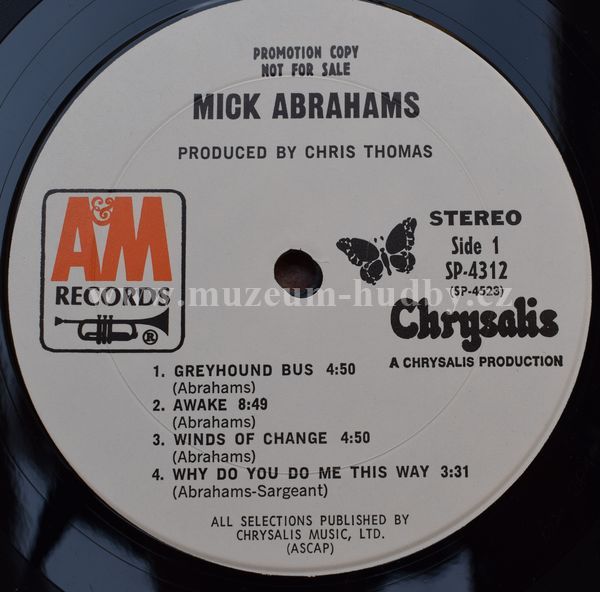 PROMOTION COPY
NOT FOR SALE
MICK ABRAHAMS
PRODUCED BY CHRIS THOMAS
A&M
RECORDS
®
STEREO
Side 1
SP-4312
(SP-4523)
Chrysalis
A CHRYSALIS PRODUCTION
www.muzeum-hudby.cz
1. GREYHOUND BUS 4:50
(Abrahams)
2. AWAKE 8:49
(Abrahams)
3. WINDS OF CHANGE 4:50
(Abrahams)
4. WHY DO YOU DO ME THIS WAY 3:31
(Abrahams-Sargeant)
ALL SELECTIONS PUBLISHED BY
CHRYSALIS MUSIC, LTD.
(ASCAP)